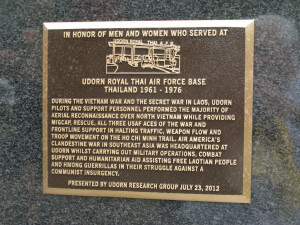 IN HONOR OF MEN AND WOMEN WHO SERVED AT
UDORN ROYAL THAI AIR FORCE
UDORN ROYAL THAI AIR FORCE BASE
THAILAND 1961 - 1976
DURING THE VIETNAM WAR AND THE SECRET WAR IN LAOS, UDORN
PILOTS AND SUPPORT PERSONNEL PERFORMED THE MAJORITY OF
AERIAL RECONNAISSANCE OVER NORTH VIETNAM WHILE PROVIDING
MIGCAP, RESCUE, ALL THREE USAF ACES OF THE WAR AND
FRONTLINE SUPPORT IN HALTING TRAFFIC, WEAPON FLOW AND
TROOP MOVEMENT ON THE HO CHI MINH TRAIL. AIR AMERICA'S
CLANDESTINE WAR IN SOUTHEAST ASIA WAS HEADQUARTERED AT
UDORN WHILST CARRYING OUT MILITARY OPERATIONS, COMBAT
SUPPORT AND HUMANITARIAN AID ASSISTING FREE LAOTIAN PEOPLE
AND HMONG GUERRILLAS IN THEIR STRUGGLE AGAINST A
COMMUNIST INSURGENCY.
PRESENTED BY UDORN RESEARCH GROUP JULY 23, 2012